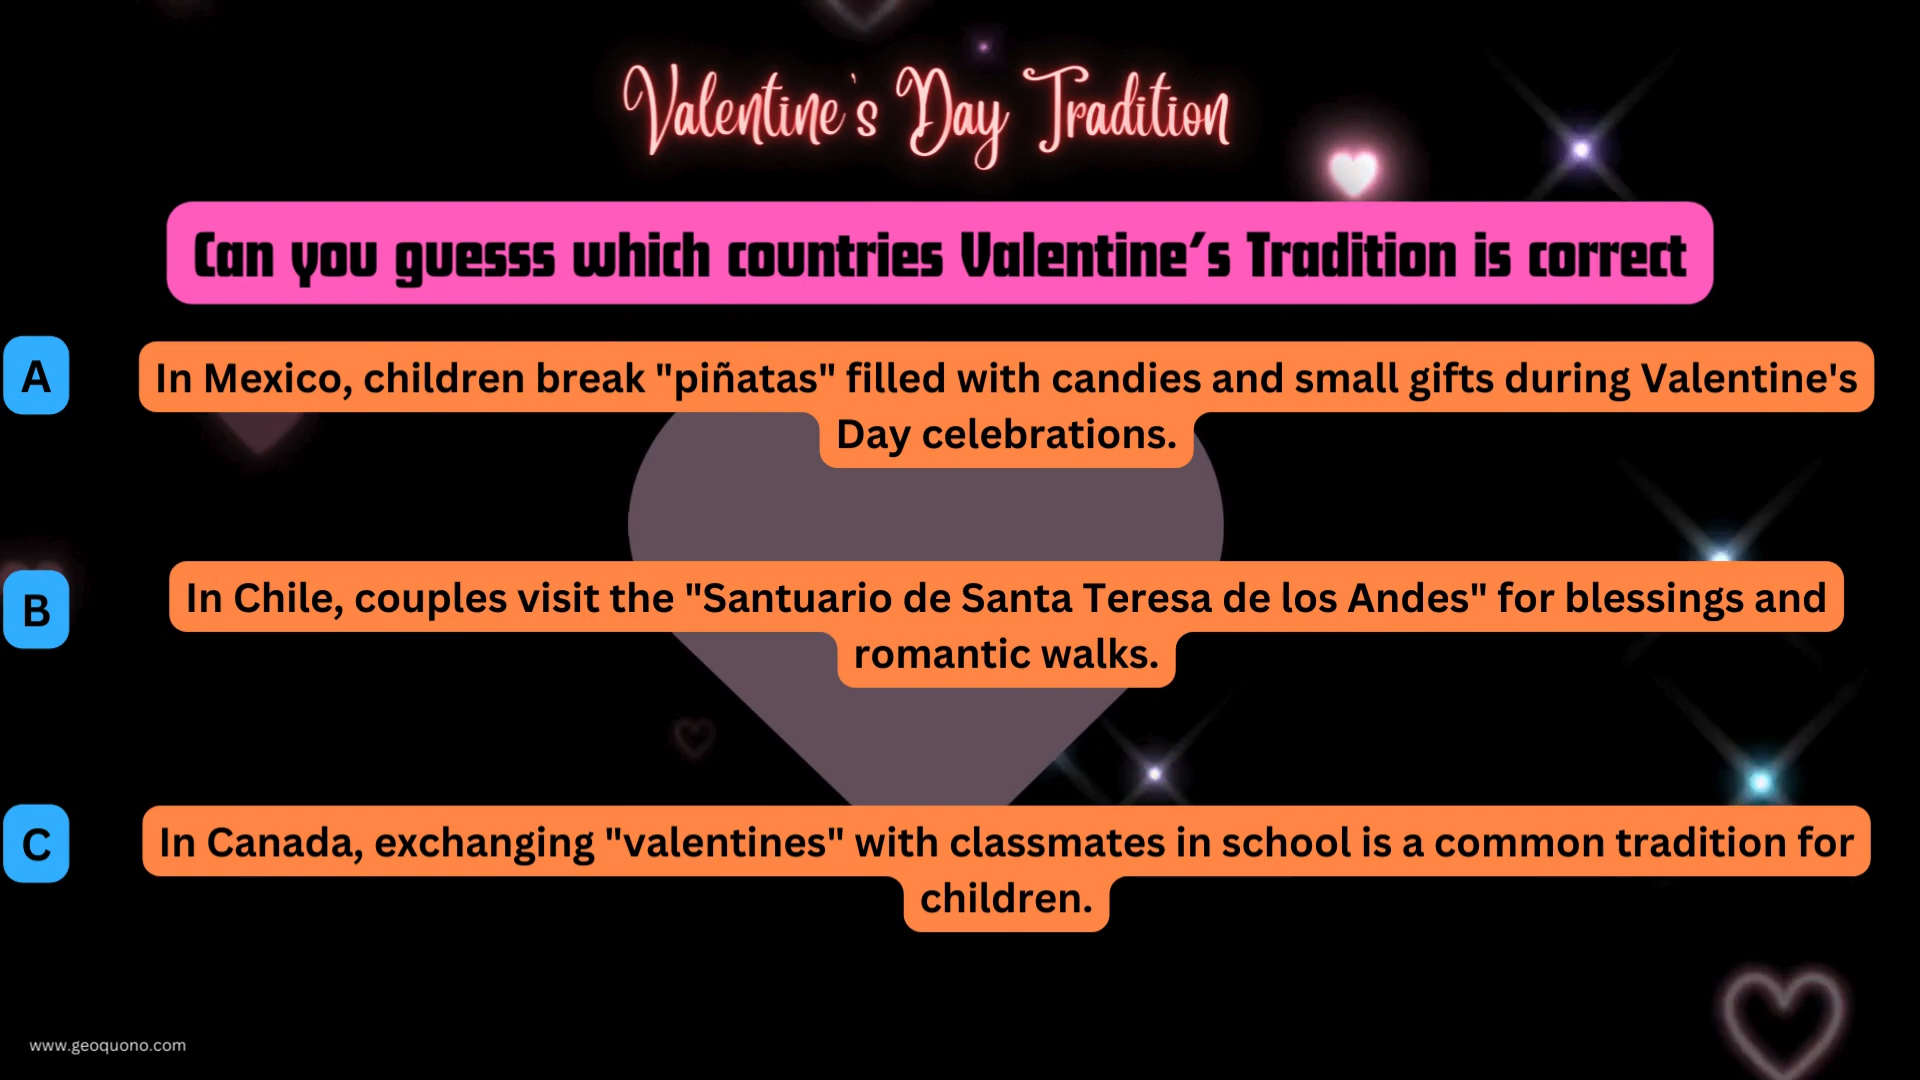 Valentine's Day Tradition
Can you guesss which countries Valentine's Tradition is correct
A
In Mexico, children break "piñatas" filled with candies and small gifts during Valentine's
Day celebrations.
B
In Chile, couples visit the "Santuario de Santa Teresa de los Andes" for blessings and
romantic walks.
C
In Canada, exchanging "valentines" with classmates in school is a common tradition for
children.
www.geoquono.com